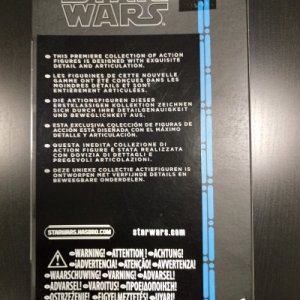 STAR
WARS
• THIS PREMIERE COLLECTION OF ACTION
FIGURES IS DESIGNED WITH EXQUISITE
DETAIL AND ARTICULATION.
• LES FIGURINES DE CETTE NOUVELLE
GAMME ONT ÉTÉ CONÇUES DANS LES
MOINDRES DÉTAILS ET SONT
ENTIÈREMENT ARTICULÉES.
• DIE AKTIONSFIGUREN DIESER
ERSTKLASSIGEN KOLLEKTION ZEICHNEN
SICH DURCH IHRE DETAILGENAUIGKEIT
UND BEWEGLICHKEIT AUS.
• ESTA EXCLUSIVA COLECCIÓN DE FIGURAS DE
ACCIÓN ESTÁ DISEÑADA CON EL MÁXIMO
DETALLE Y ARTICULACIÓN.
• QUESTA INEDITA COLLEZIONE DI
ACTION FIGURE È STATA REALIZZATA
CON DOVIZIA DI DETTAGLI E
PREGEVOLI ARTICOLAZIONI.
• DEZE UNIEKE COLLECTIE ACTIEFIGUREN IS
ONTWORPEN MET VERFIJNDE DETAILS EN
BEWEEGBARE ONDERDELEN.
STARWARS.HASBRO.COM starwars.com
WARNING! ATTENTION! ACHTUNG!
¡ADVERTENCIA! ATENÇÃO! AVVERTENZA!
WAARSCHUWING! VARNING! ADVARSEL!
ADVARSEL! VAROITUS! ΠΡΟΕΙΔΟΠΟΙΗΣΗ!
OSTRZEŻENIE! FIGYELMEZTETÉS! UYARI!